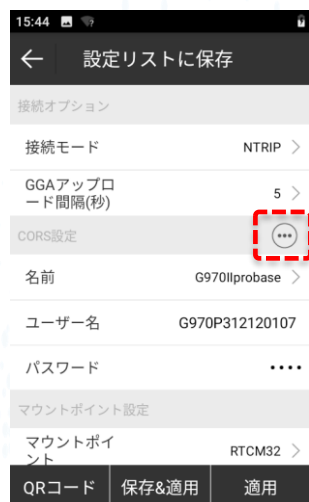 15:44
設定リストに保存
接続オプション
接続モード NTRIP
GGAアップロ
ード間隔(秒) 5
CORS設定
名前 G970IIprobase
ユーザー名 G970P312120107
パスワード ••••
マウントポイント設定
マウントポイ
ント RTCM32
QRコード 保存&適用 適用